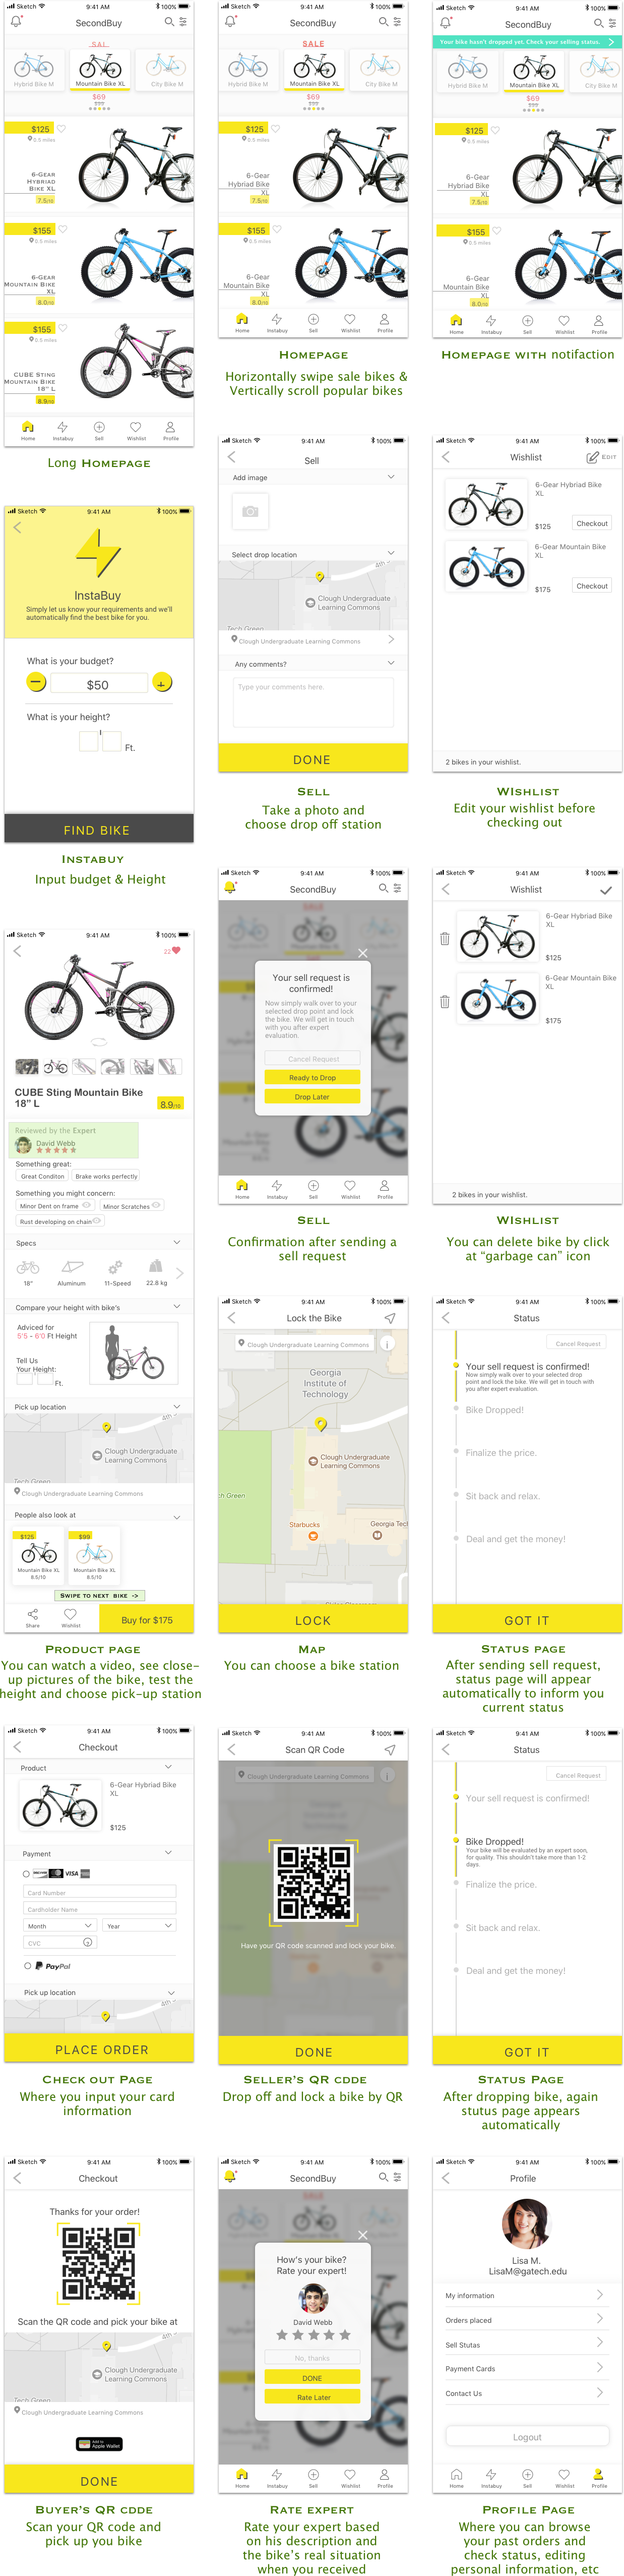 Sketch 9:41 AM 100%
SecondBuy
SAL
Hybrid Bike M
Mountain Bike XL
City Bike M
$69
$99
$125
0.5 miles
6-Gear
Hybriad
Bike XL
7.5/10
$155
0.5 miles
6-Gear
Mountain Bike
XL
8.0/10
$155
0.5 miles
CUBE Sting
Mountain Bike
18" L
8.9/10
Home Instabuy Sell Wishlist Profile
Long Homepage
Sketch 9:41 AM 100%
SecondBuy
SALE
Hybrid Bike M
Mountain Bike XL
City Bike M
$69
$99
$125
0.5 miles
6-Gear
Hybriad Bike
XL
7.5/10
$155
0.5 miles
6-Gear
Mountain Bike
XL
8.0/10
Home Instabuy Sell Wishlist Profile
Homepage
Horizontally swipe sale bikes &
Vertically scroll popular bikes
Sketch 9:41 AM 100%
SecondBuy
Your bike hasn't dropped yet. Check your selling status.
Hybrid Bike M
Mountain Bike XL
City Bike M
$69
$99
$125
0.5 miles
6-Gear
Hybriad Bike
XL
7.5/10
$155
0.5 miles
6-Gear
Mountain Bike
XL
8.0/10
Home Instabuy Sell Wishlist Profile
Homepage with notifaction
Sketch 9:41 AM 100%
InstaBuy
Simply let us know your requirements and we'll
automatically find the best bike for you.
What is your budget?
$50
What is your height?
Ft.
FIND BIKE
Instabuy
Input budget & Height
Sketch 9:41 AM 100%
Sell
Add image
Select drop location
4th
Clough Undergraduate
Learning Commons
Tech Green
Clough Undergraduate Learning Commons
Any comments?
Type your comments here.
DONE
Sell
Take a photo and
choose drop off station
Sketch 9:41 AM 100%
Wishlist
Edit
6-Gear Hybriad Bike
XL
$125
Checkout
6-Gear Mountain Bike
XL
$175
Checkout
2 bikes in your wishlist.
WIshlist
Edit your wishlist before
checking out
Sketch 9:41 AM 100%
22
CUBE Sting Mountain Bike
18" L
8.9/10
Reviewed by the Expert
David Webb
Something great:
Great Conditon
Brake works perfectly
Something you might concern:
Minor Dent on frame
Minor Scratches
Rust developing on chain
Specs
18"
Aluminum
11-Speed
22.8 kg
Compare your height with bike's
Adviced for
5'5 - 6'0 Ft Height
Tell Us
Your Height:
Ft.
Pick up location
4th
Clough Undergraduate
Learning Commons
Tech Green
Clough Undergraduate Learning Commons
People also look at
$125
Mountain Bike XL
8.5/10
$99
Mountain Bike XL
8.5/10
Swipe to next bike ->
Share
Wishlist
Buy for $175
Product page
You can watch a video, see close-
up pictures of the bike, test the
height and choose pick-up station
Sketch 9:41 AM 100%
SecondBuy
SALE
Your sell request is
confirmed!
Now simply walk over to your
selected drop point and lock
the bike. We will get in touch
with you after expert
evaluation.
Cancel Request
Ready to Drop
Drop Later
Home Instabuy Sell Wishlist Profile
Sell
Confirmation after sending a
sell request
Sketch 9:41 AM 100%
Wishlist
6-Gear Hybriad Bike
XL
$125
6-Gear Mountain Bike
XL
$175
2 bikes in your wishlist.
WIshlist
You can delete bike by click
at "garbage can" icon
Sketch 9:41 AM 100%
Lock the Bike
Clough Undergraduate Learning Commons
i
Georgia
Institute of
Technology
Clough Undergraduate
Learning Commons
ch Green
Starbucks
Georgia Tech
LOCK
Map
You can choose a bike station
Sketch 9:41 AM 100%
Status
Cancel Request
Your sell request is confirmed!
Now simply walk over to your selected drop
point and lock the bike. We will get in touch with
you after expert evaluation.
Bike Dropped!
Finalize the price.
Sit back and relax.
Deal and get the money!
GOT IT
Status page
After sending sell request,
status page will appear
automatically to inform you
current status
Sketch 9:41 AM 100%
Checkout
Product
6-Gear Hybriad Bike
XL
$125
Payment
VISA
Card Number
Cardholder Name
Month
Year
CVC
PayPal
Pick up location
4th
PLACE ORDER
Check out Page
Where you input your card
information
Sketch 9:41 AM 100%
Scan QR Code
Clough Undergraduate Learning Commons
i
Have your QR code scanned and lock your bike.
DONE
Seller's QR cdde
Drop off and lock a bike by QR
Sketch 9:41 AM 100%
Status
Cancel Request
Your sell request is confirmed!
Bike Dropped!
Your bike will be evaluated by an expert soon,
for quality. This shouldn't take more than 1-2
days.
Finalize the price.
Sit back and relax.
Deal and get the money!
GOT IT
Status Page
After dropping bike, again
stutus page appears
automatically
Sketch 9:41 AM 100%
Checkout
Thanks for your order!
Scan the QR code and pick your bike at
4th
Clough Undergraduate
Learning Commons
Tech Green
Clough Undergraduate Learning Commons
Add to
Apple Wallet
DONE
Buyer's QR cdde
Scan your QR code and
pick up you bike
Sketch 9:41 AM 100%
SecondBuy
SALE
How's your bike?
Rate your expert!
David Webb
No, thanks
DONE
Rate Later
Home Instabuy Sell Wishlist Profile
Rate expert
Rate your expert based
on his description and
the bike's real situation
when you received
Sketch 9:41 AM 100%
Profile
Lisa M.
LisaM@gatech.edu
My information
Orders placed
Sell Stutas
Payment Cards
Contact Us
Logout
Home Instabuy Sell Wishlist Profile
Profile Page
Where you can browse
your past orders and
check status, editing
personal information, etc